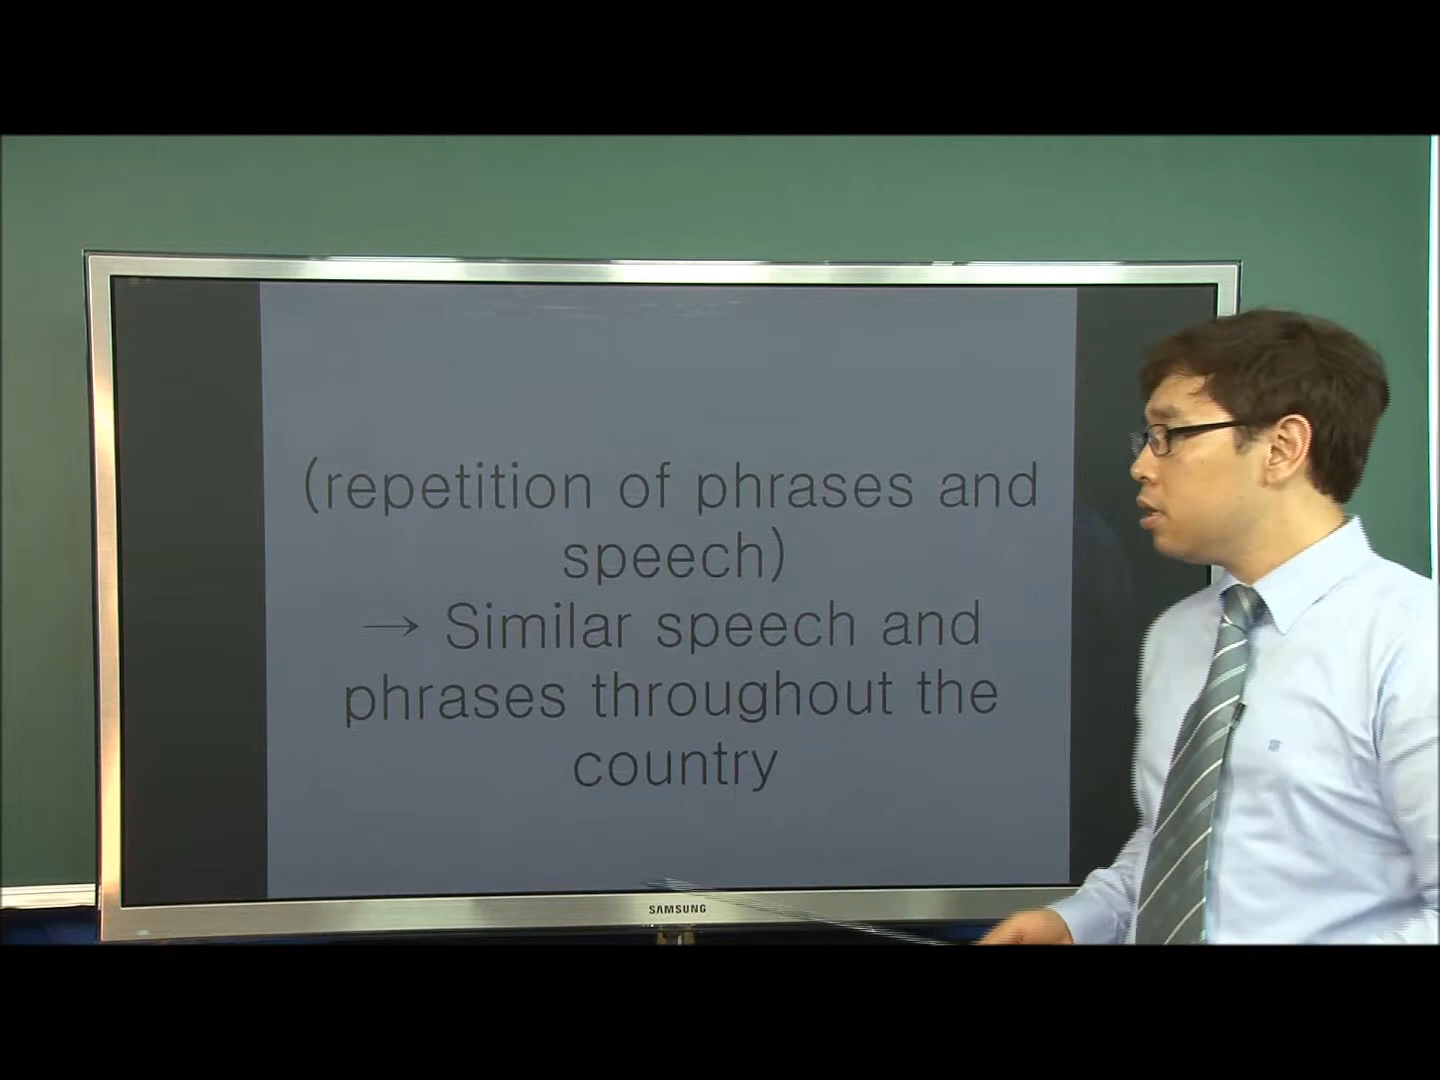 (repetition of phrases and
speech)
→ Similar speech and
phrases throughout the
country
SAMSUNG